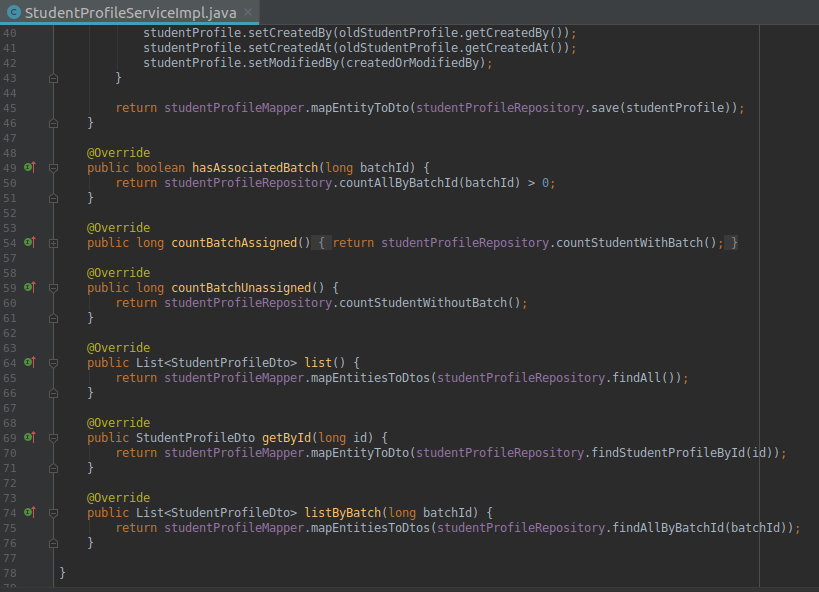 StudentProfileServiceImpl.java
40 studentProfile.setCreatedBy(oldStudentProfile.getCreatedBy());
41 studentProfile.setCreatedAt(oldStudentProfile.getCreatedAt());
42 studentProfile.setModifiedBy(createdOrModifiedBy);
43 }
44
45 return studentProfileMapper.mapEntityToDto(studentProfileRepository.save(studentProfile));
46 }
47
48 @Override
49 public boolean hasAssociatedBatch(long batchId) {
50 return studentProfileRepository.countAllByBatchId(batchId) > 0;
51 }
52
53 @Override
54 public long countBatchAssigned() { return studentProfileRepository.countStudentWithBatch(); }
57
58 @Override
59 public long countBatchUnassigned() {
60 return studentProfileRepository.countStudentWithoutBatch();
61 }
62
63 @Override
64 public List<StudentProfileDto> list() {
65 return studentProfileMapper.mapEntitiesToDtos(studentProfileRepository.findAll());
66 }
67
68 @Override
69 public StudentProfileDto getById(long id) {
70 return studentProfileMapper.mapEntityToDto(studentProfileRepository.findStudentProfileById(id));
71 }
72
73 @Override
74 public List<StudentProfileDto> listByBatch(long batchId) {
75 return studentProfileMapper.mapEntitiesToDtos(studentProfileRepository.findAllByBatchId(batchId));
76 }
77
78 }